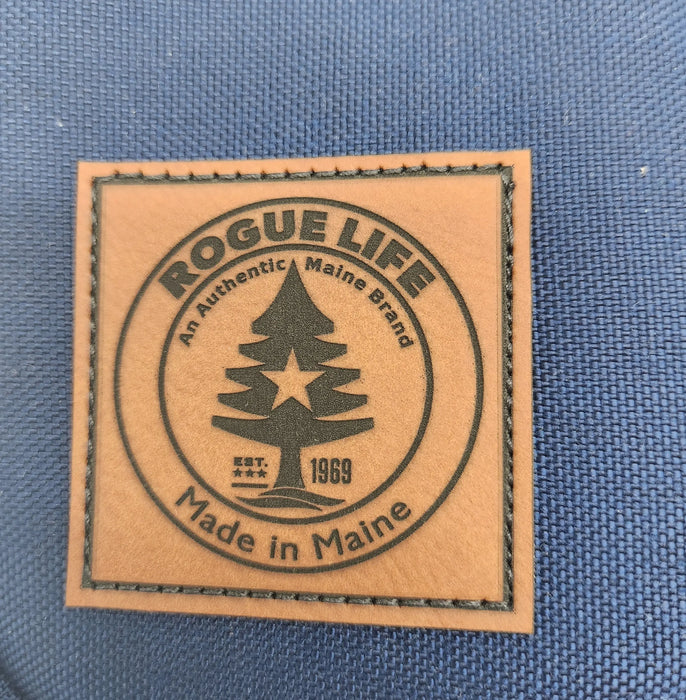 ROGUE LIFE
An Authentic Maine Brand
EST. 1969
Made in Maine